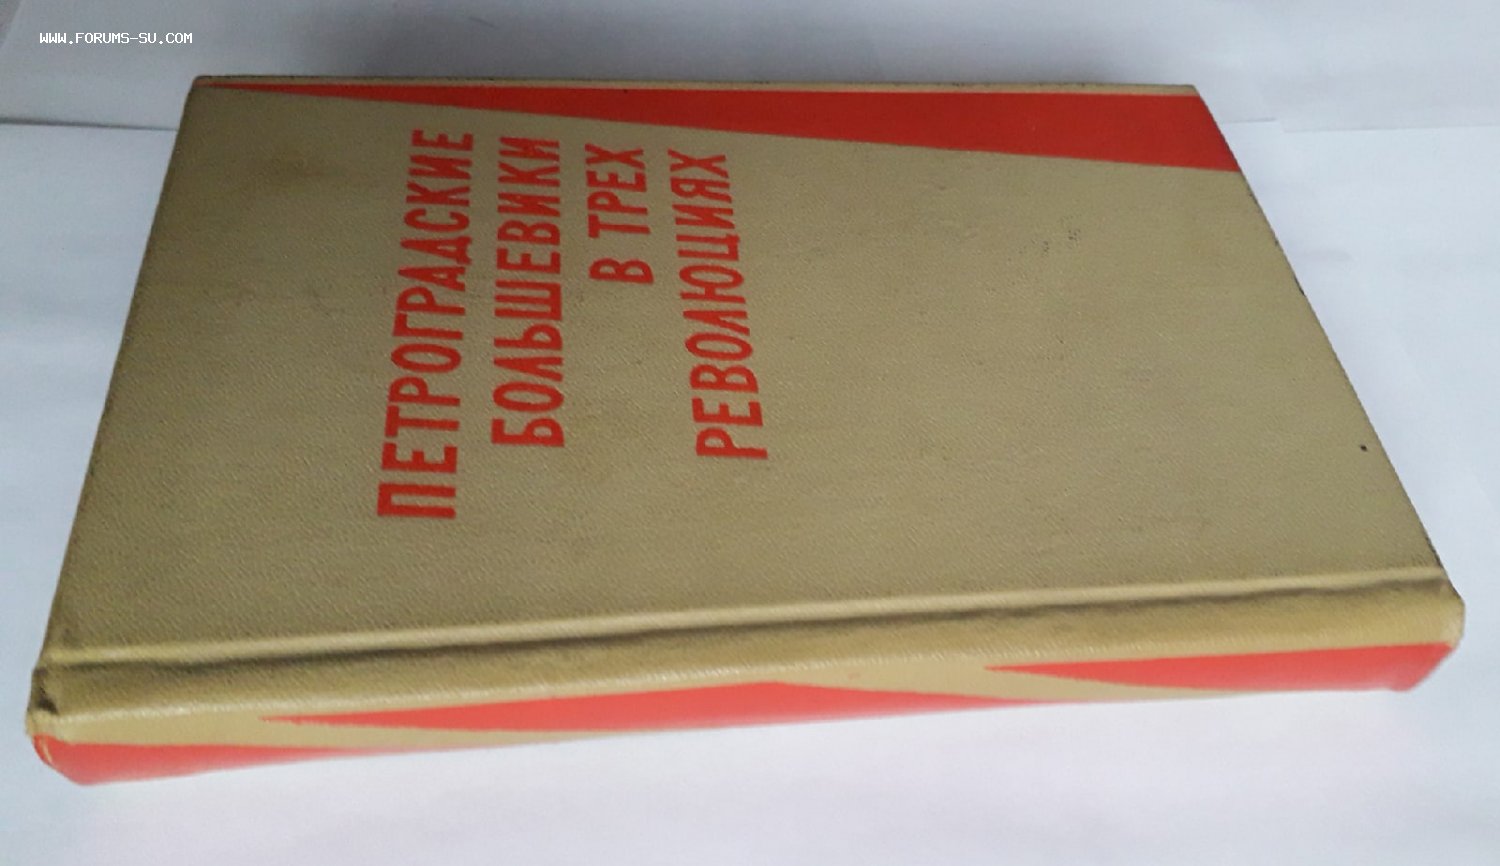 WWW.FORUMS-SU.COM
ПЕТРОГРАДСКИЕ
БОЛЬШЕВИКИ
В ТРЕХ
РЕВОЛЮЦИЯХ